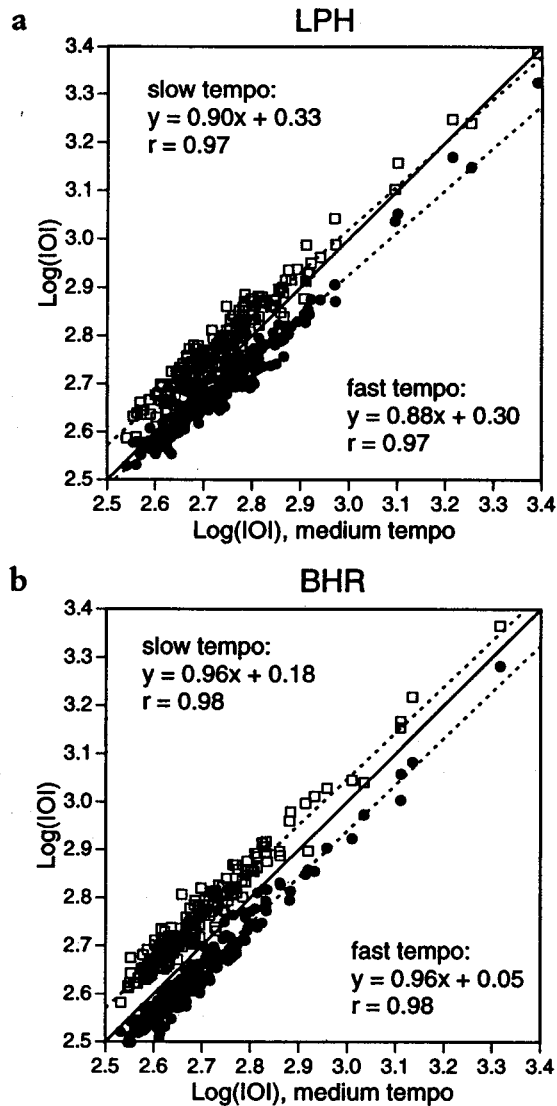 a
LPH
3.4
3.3
3.2
3.1
3.0
2.9
2.8
2.7
2.6
2.5
Log(IOI)
slow tempo:
y = 0.90x + 0.33
r = 0.97
fast tempo:
y = 0.88x + 0.30
r = 0.97
2.5 2.6 2.7 2.8 2.9 3.0 3.1 3.2 3.3 3.4
Log(IOI), medium tempo
b
BHR
3.4
3.3
3.2
3.1
3.0
2.9
2.8
2.7
2.6
2.5
Log(IOI)
slow tempo:
y = 0.96x + 0.18
r = 0.98
fast tempo:
y = 0.96x + 0.05
r = 0.98
2.5 2.6 2.7 2.8 2.9 3.0 3.1 3.2 3.3 3.4
Log(IOI), medium tempo